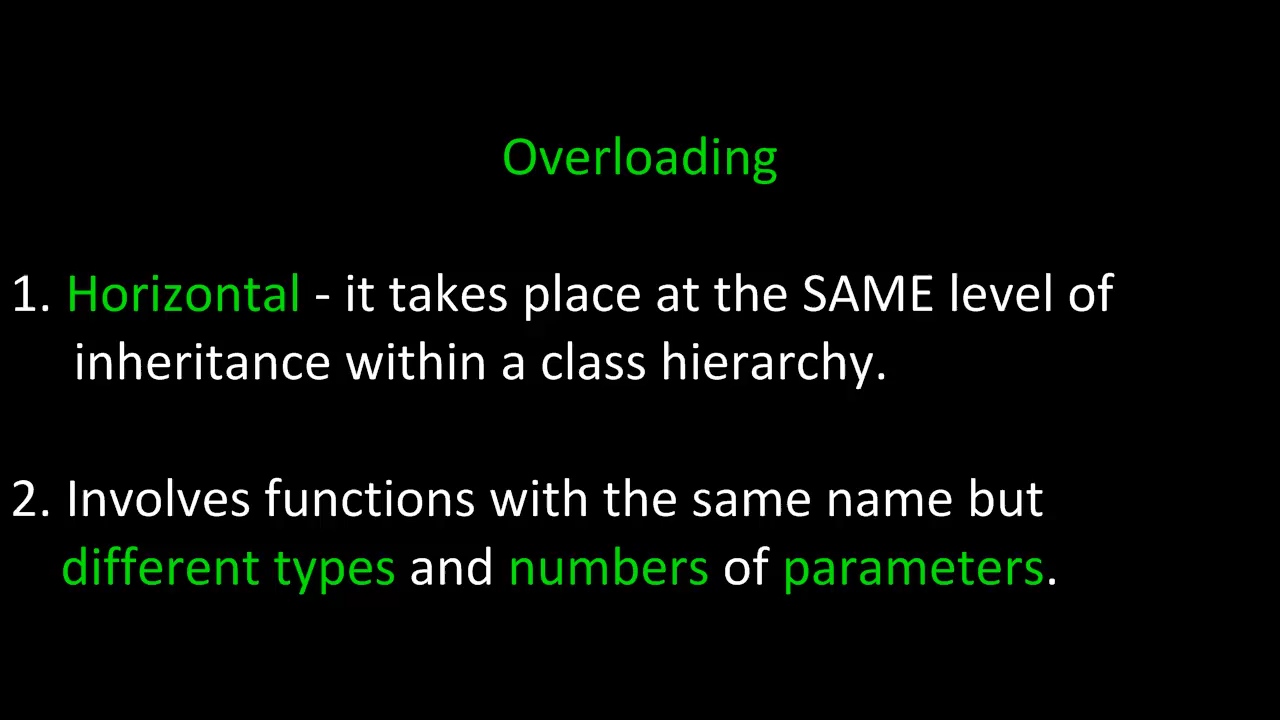 Overloading
1. Horizontal - it takes place at the SAME level of
inheritance within a class hierarchy.
2. Involves functions with the same name but
different types and numbers of parameters.